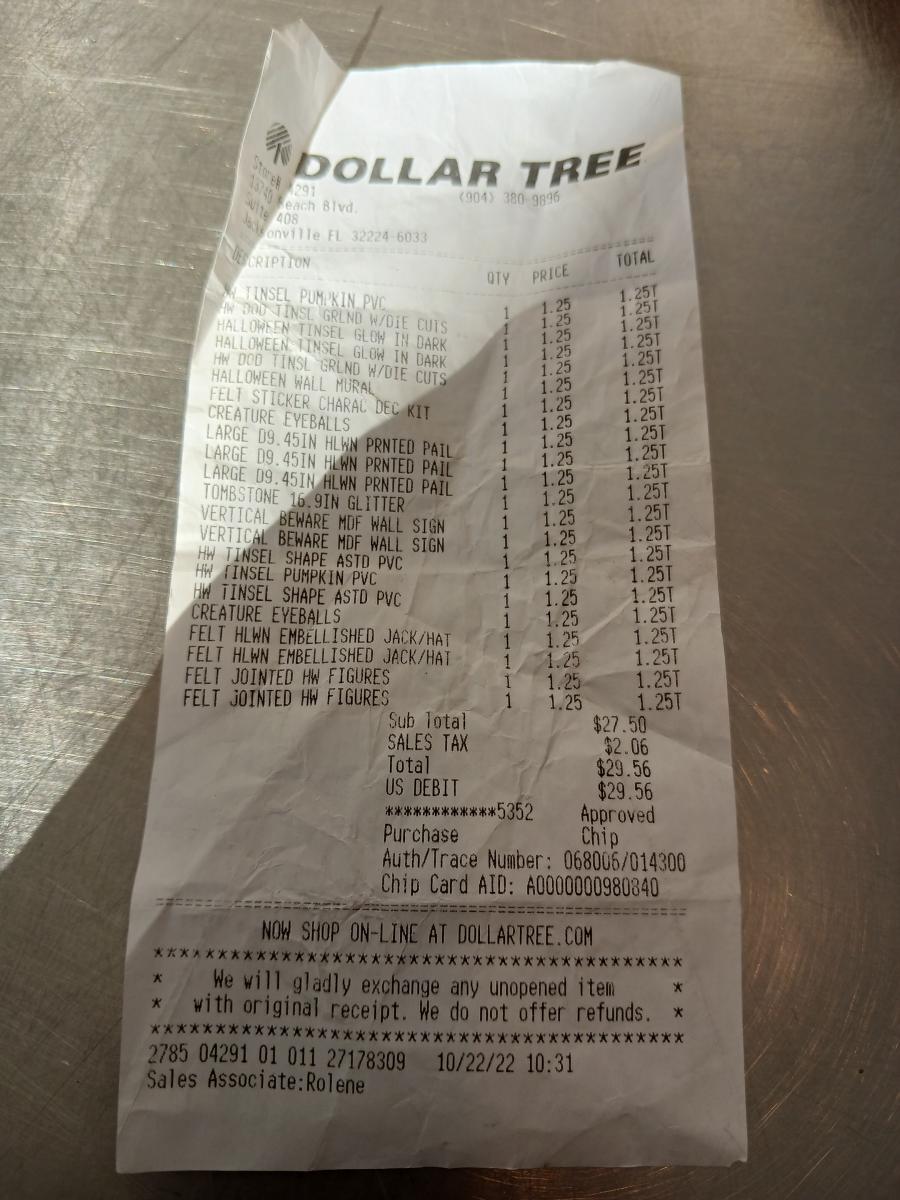 DOLLAR TREE
Store# 4291 (904) 380-9896
Beach Blvd.
Suite 408
Jacksonville FL 32224-6033
DESCRIPTION QTY PRICE TOTAL
HW TINSEL PUMPKIN PVC 1 1.25 1.25T
HW DOD TINSL GRLND W/DIE CUTS 1 1.25 1.25T
HALLOWEEN TINSEL GLOW IN DARK 1 1.25 1.25T
HALLOWEEN TINSEL GLOW IN DARK 1 1.25 1.25T
HW DOD TINSL GRLND W/DIE CUTS 1 1.25 1.25T
HALLOWEEN WALL MURAL 1 1.25 1.25T
FELT STICKER CHARAC DEC KIT 1 1.25 1.25T
CREATURE EYEBALLS 1 1.25 1.25T
LARGE D9.45IN HLWN PRNTED PAIL 1 1.25 1.25T
LARGE D9.45IN HLWN PRNTED PAIL 1 1.25 1.25T
LARGE D9.45IN HLWN PRNTED PAIL 1 1.25 1.25T
TOMBSTONE 16.9IN GLITTER 1 1.25 1.25T
VERTICAL BEWARE MDF WALL SIGN 1 1.25 1.25T
VERTICAL BEWARE MDF WALL SIGN 1 1.25 1.25T
HW TINSEL SHAPE ASTD PVC 1 1.25 1.25T
HW TINSEL PUMPKIN PVC 1 1.25 1.25T
HW TINSEL SHAPE ASTD PVC 1 1.25 1.25T
CREATURE EYEBALLS 1 1.25 1.25T
FELT HLWN EMBELLISHED JACK/HAT 1 1.25 1.25T
FELT HLWN EMBELLISHED JACK/HAT 1 1.25 1.25T
FELT JOINTED HW FIGURES 1 1.25 1.25T
FELT JOINTED HW FIGURES 1 1.25 1.25T
Sub Total $27.50
SALES TAX $2.06
Total $29.56
US DEBIT $29.56
************5352 Approved
Purchase Chip
Auth/Trace Number: 068006/014300
Chip Card AID: A0000000980840
NOW SHOP ON-LINE AT DOLLARTREE.COM
*****************************************
* We will gladly exchange any unopened item *
* with original receipt. We do not offer refunds. *
*****************************************
2785 04291 01 011 27178309 10/22/22 10:31
Sales Associate:Rolene